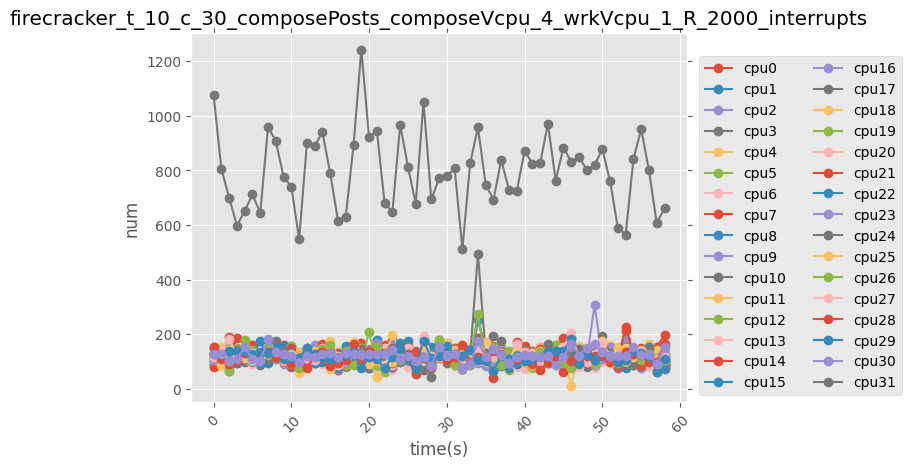 firecracker_t_10_c_30_composePosts_composeVcpu_4_wrkVcpu_1_R_2000_interrupts
1200
1000
800
600
400
200
0
num
0
10
20
30
40
50
60
time(s)
cpu0
cpu1
cpu2
cpu3
cpu4
cpu5
cpu6
cpu7
cpu8
cpu9
cpu10
cpu11
cpu12
cpu13
cpu14
cpu15
cpu16
cpu17
cpu18
cpu19
cpu20
cpu21
cpu22
cpu23
cpu24
cpu25
cpu26
cpu27
cpu28
cpu29
cpu30
cpu31